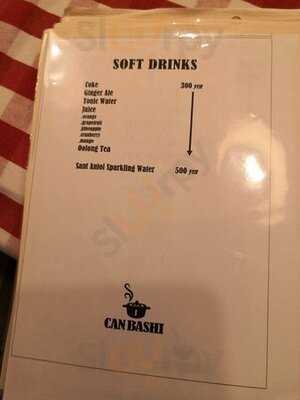 SOFT DRINKS
Coke 300 yen
Ginger Ale
Tonic Water
Juice
.orange
.grapefruit
.pineapple
.cranberry
.mango
Oolong Tea
Sant Aniol Sparkling Water 500 yen
CAN BASHI